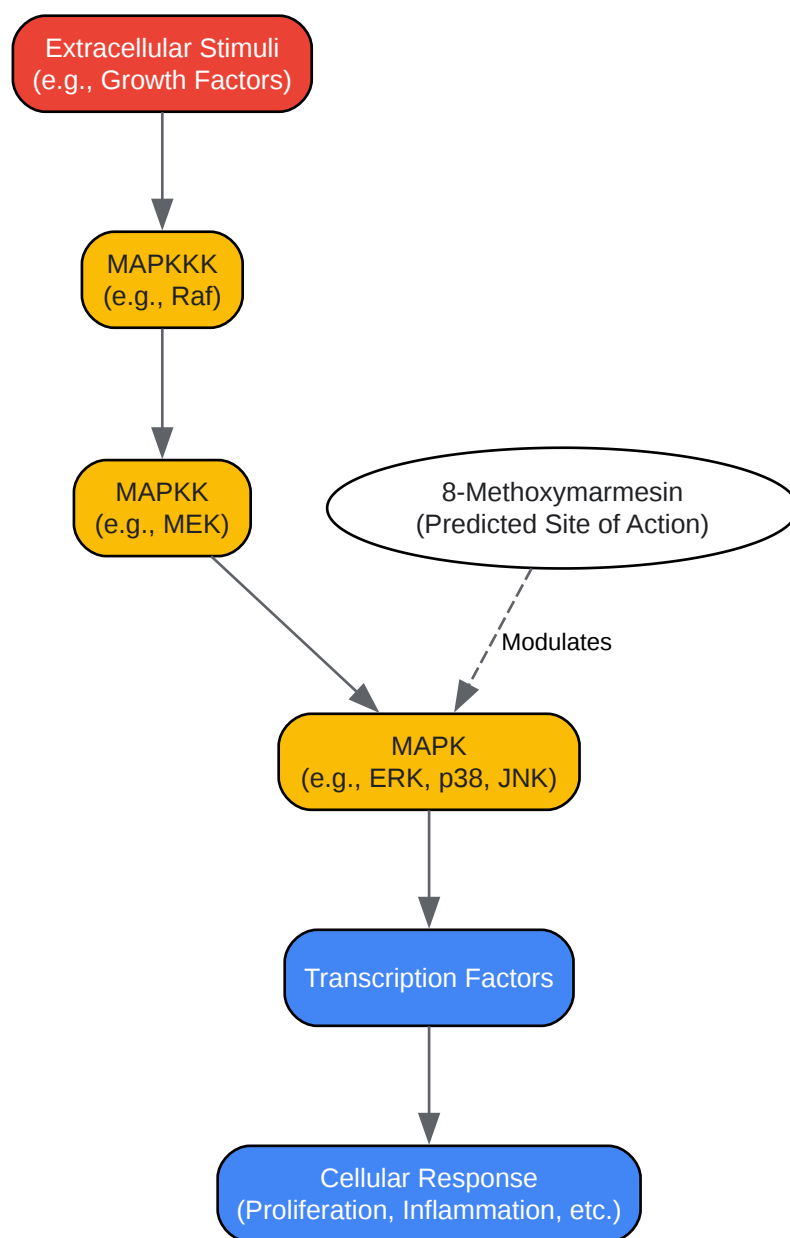 Extracellular Stimuli
(e.g., Growth Factors)
MAPKKK
(e.g., Raf)
MAPKK
(e.g., MEK)
8-Methoxymarmesin
(Predicted Site of Action)
Modulates
MAPK
(e.g., ERK, p38, JNK)
Transcription Factors
Cellular Response
(Proliferation, Inflammation, etc.)